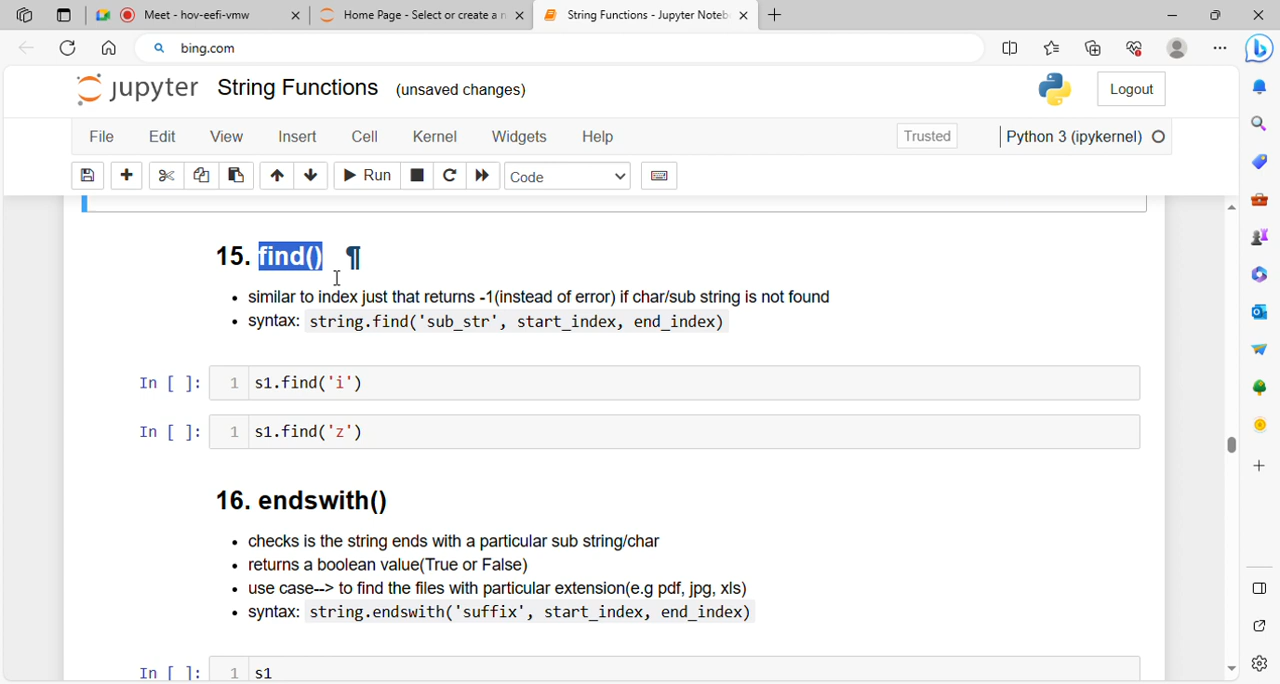 Meet - hov-eefi-vmw
Home Page - Select or create a n
String Functions - Jupyter Noteb
bing.com
jupyter String Functions (unsaved changes)
Logout
File Edit View Insert Cell Kernel Widgets Help
Trusted
Python 3 (ipykernel)
Run
Code
15. find() ¶
• similar to index just that returns -1(instead of error) if char/sub string is not found
• syntax: string.find('sub_str', start_index, end_index)
In [ ]: 1 s1.find('i')
In [ ]: 1 s1.find('z')
16. endswith()
• checks is the string ends with a particular sub string/char
• returns a boolean value(True or False)
• use case--> to find the files with particular extension(e.g pdf, jpg, xls)
• syntax: string.endswith('suffix', start_index, end_index)
In [ ]: 1 s1